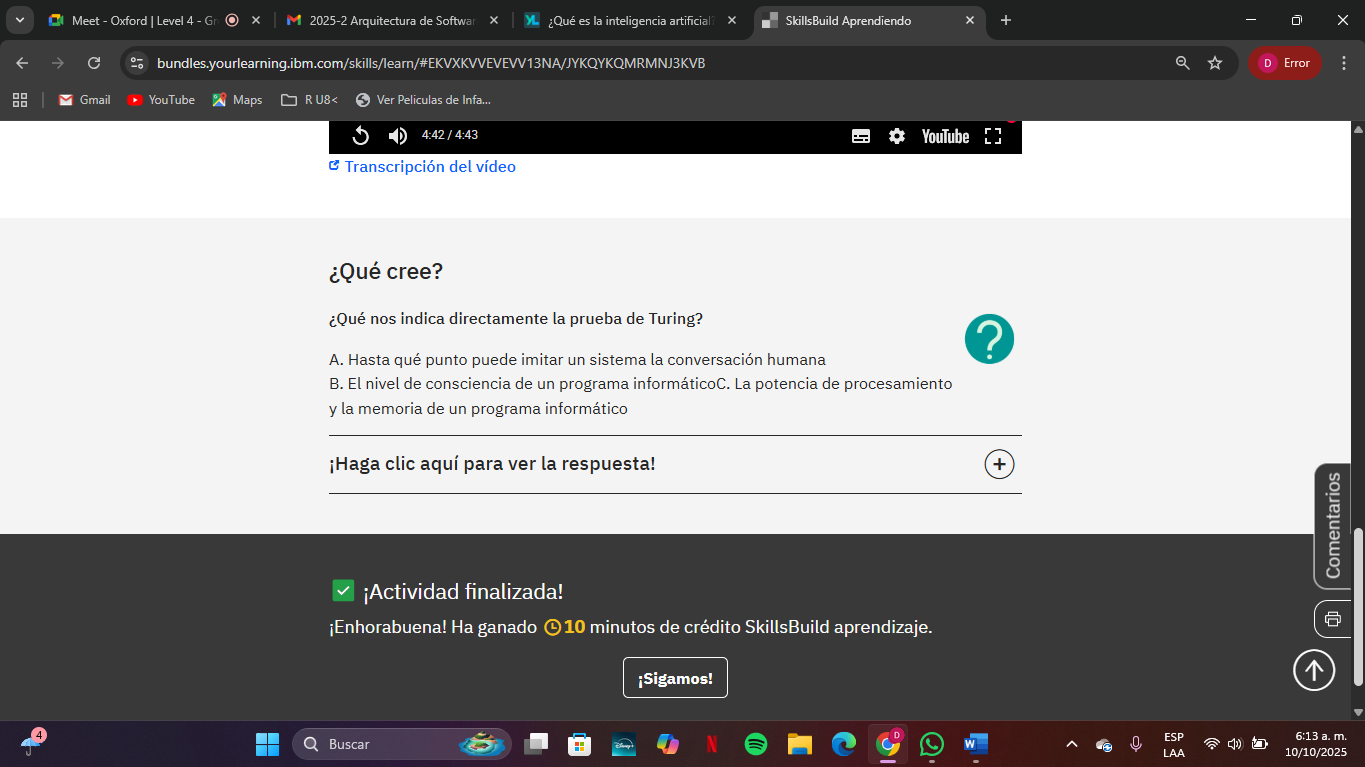 Meet - Oxford | Level 4 - Gr
2025-2 Arquitectura de Softwar
¿Qué es la inteligencia artificial?
SkillsBuild Aprendiendo
bundles.yourlearning.ibm.com/skills/learn/#EKVXKVVEVEVV13NA/JYKQYKQMRMNJ3KVB
D Error
Gmail
YouTube
Maps
R U8<
Ver Peliculas de Infa...
4:42 / 4:43
YouTube
Transcripción del vídeo
¿Qué cree?
¿Qué nos indica directamente la prueba de Turing?
A. Hasta qué punto puede imitar un sistema la conversación humana
B. El nivel de consciencia de un programa informáticoC. La potencia de procesamiento
y la memoria de un programa informático
¡Haga clic aquí para ver la respuesta!
Comentarios
¡Actividad finalizada!
¡Enhorabuena! Ha ganado 10 minutos de crédito SkillsBuild aprendizaje.
¡Sigamos!
4
Buscar
Disney+
N
D
W
ESP
LAA
6:13 a. m.
10/10/2025